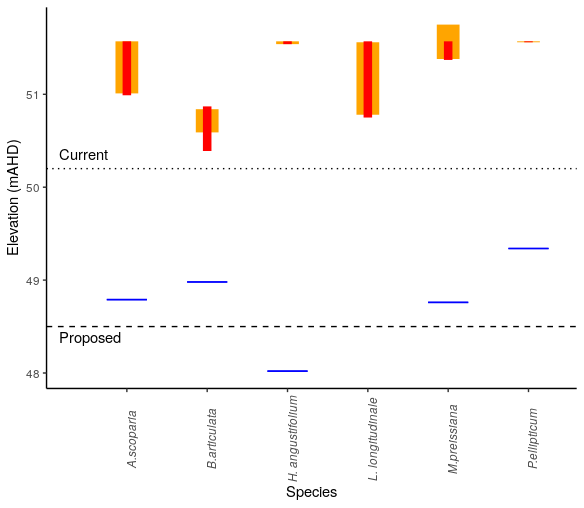 Elevation (mAHD)
51
50
49
48
Current
Proposed
A.scoparia
B.articulata
H. angustifolium
L. longitudinale
M.preissiana
P.ellipticum
Species